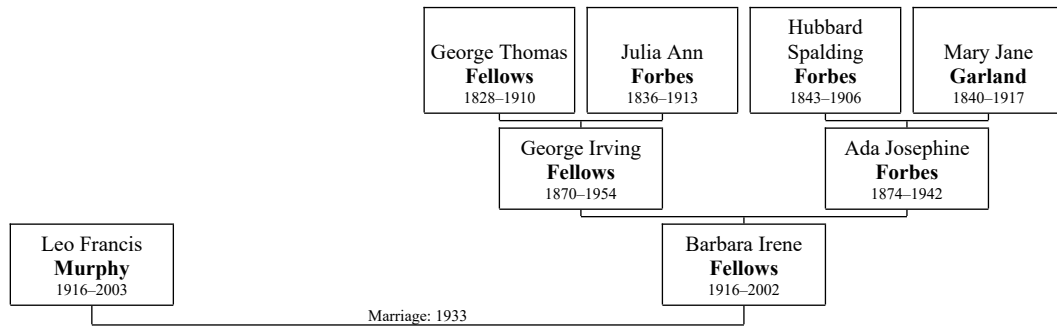 George Thomas
Fellows
1828–1910
Julia Ann
Forbes
1836–1913
Hubbard
Spalding
Forbes
1843–1906
Mary Jane
Garland
1840–1917
George Irving
Fellows
1870–1954
Ada Josephine
Forbes
1874–1942
Leo Francis
Murphy
1916–2003
Barbara Irene
Fellows
1916–2002
Marriage: 1933